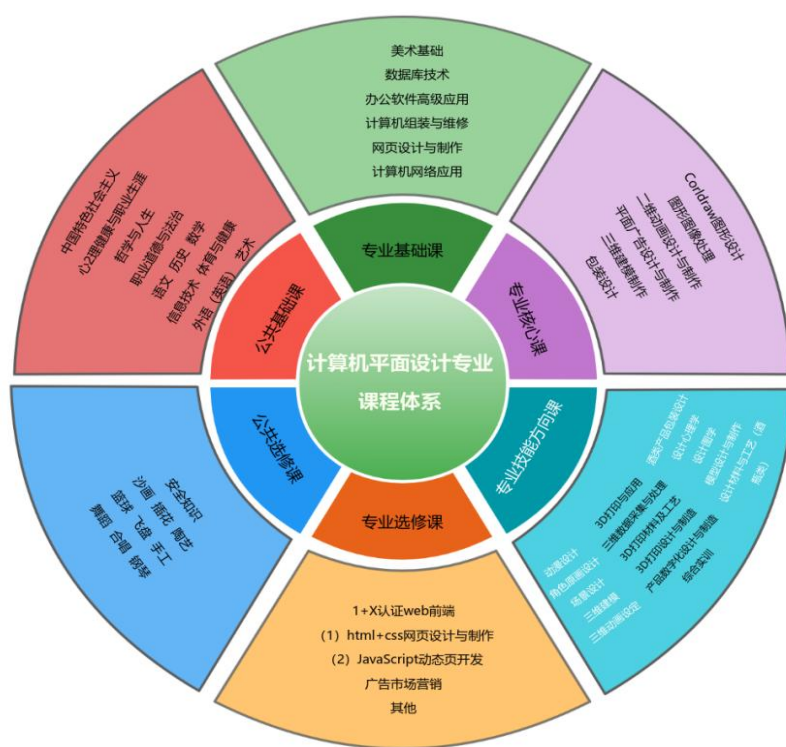 计算机平面设计专业
课程体系
专业基础课
美术基础
数据库技术
办公软件高级应用
计算机组装与维修
网页设计与制作
计算机网络应用
专业核心课
Corldraw图形设计
图形图像处理
二维动画设计与制作
平面广告设计与制作
三维建模制作
包装设计
专业技能方向课
酒类产品包装设计
设计心理学
设计图学
模型设计与制作
设计材料与工艺（酒
瓶类）
3D打印与应用
三维数据采集与处理
3D打印材料及工艺
3D打印设计与制造
产品数字化设计与制造
综合实训
动漫设计
角色原画设计
场景设计
三维建模
三维动画设定
专业选修课
1+X认证web前端
（1）html+css网页设计与制作
（2）JavaScript动态页开发
广告市场营销
其他
公共选修课
安全知识
沙画 插花 陶艺
篮球 飞盘 手工
舞蹈 合唱 钢琴
公共基础课
中国特色社会主义
心2理健康与职业生涯
哲学与人生
职业道德与法治
语文 历史 数学
信息技术 体育与健康
外语（英语） 艺术